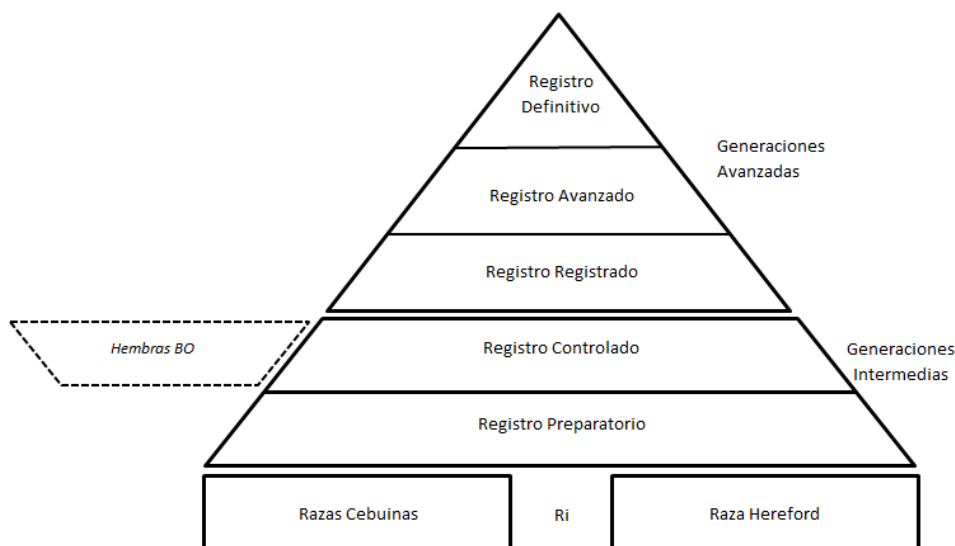 Registro
Definitivo
Generaciones
Avanzadas
Registro Avanzado
Registro Registrado
Hembras BO
Registro Controlado
Generaciones
Intermedias
Registro Preparatorio
Razas Cebuinas
Ri
Raza Hereford